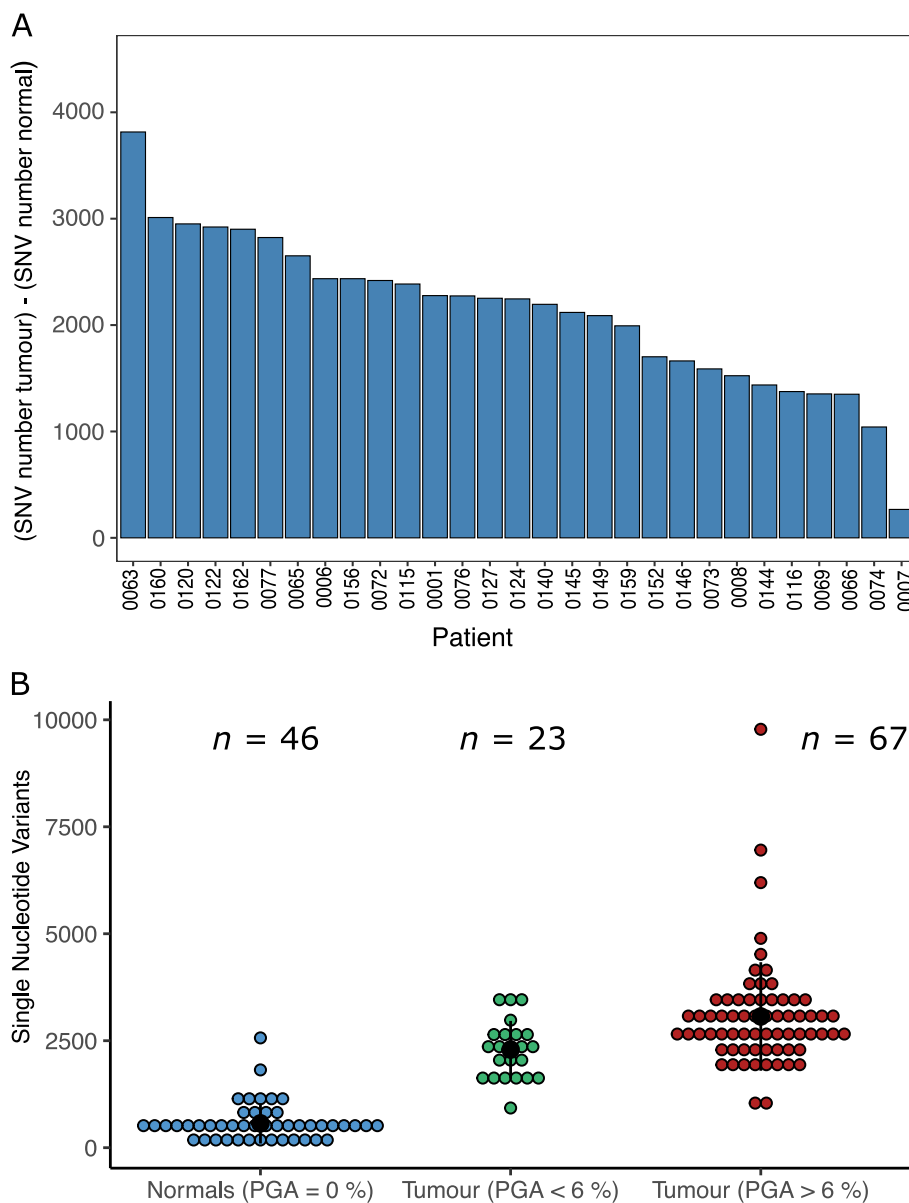 A
(SNV number tumour) - (SNV number normal)
4000
3000
2000
1000
0
0063 0160 0120 0122 0162 0077 0065 0006 0156 0072 0115 0001 0076 0127 0124 0140 0145 0149 0159 0152 0146 0073 0008 0144 0116 0069 0066 0074 0007
Patient
B
Single Nucleotide Variants
10000
7500
5000
2500
0
n = 46 n = 23 n = 67
Normals (PGA = 0 %) Tumour (PGA < 6 %) Tumour (PGA > 6 %)